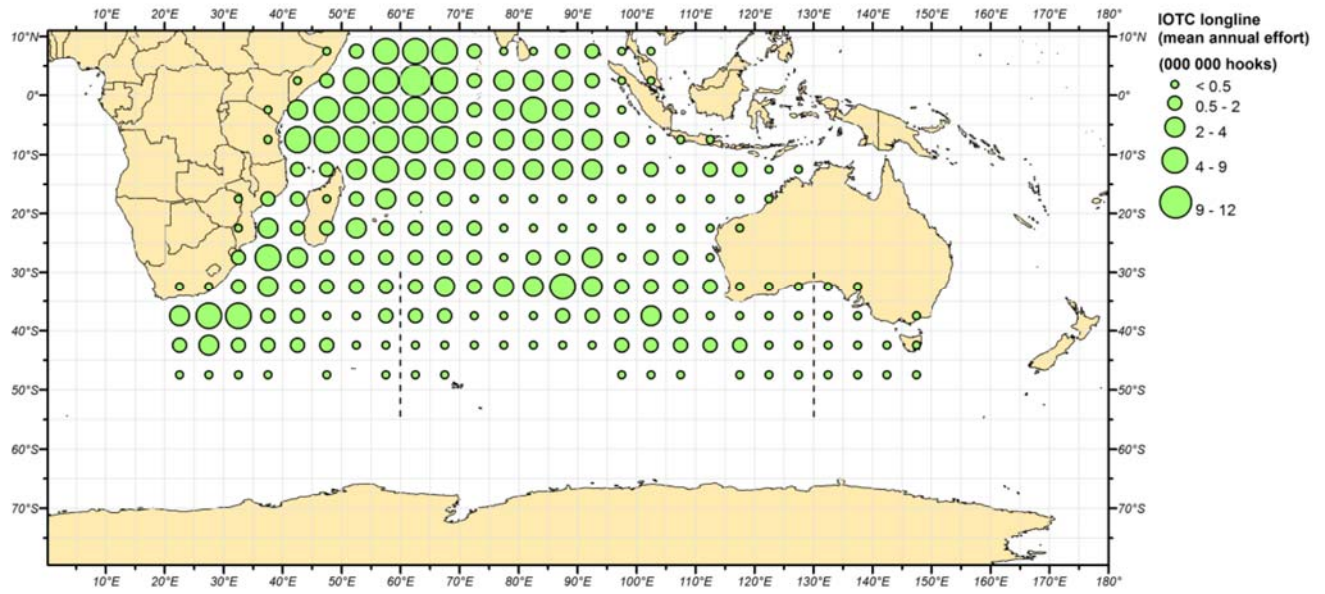 10°E 20°E 30°E 40°E 50°E 60°E 70°E 80°E 90°E 100°E 110°E 120°E 130°E 140°E 150°E 160°E 170°E 180°
IOTC longline
(mean annual effort)
(000 000 hooks)
< 0.5
0.5 - 2
2 - 4
4 - 9
9 - 12
10°N 10°N
0° 0°
10°S 10°S
20°S 20°S
30°S 30°S
40°S 40°S
50°S 50°S
60°S 60°S
70°S 70°S
10°E 20°E 30°E 40°E 50°E 60°E 70°E 80°E 90°E 100°E 110°E 120°E 130°E 140°E 150°E 160°E 170°E 180°